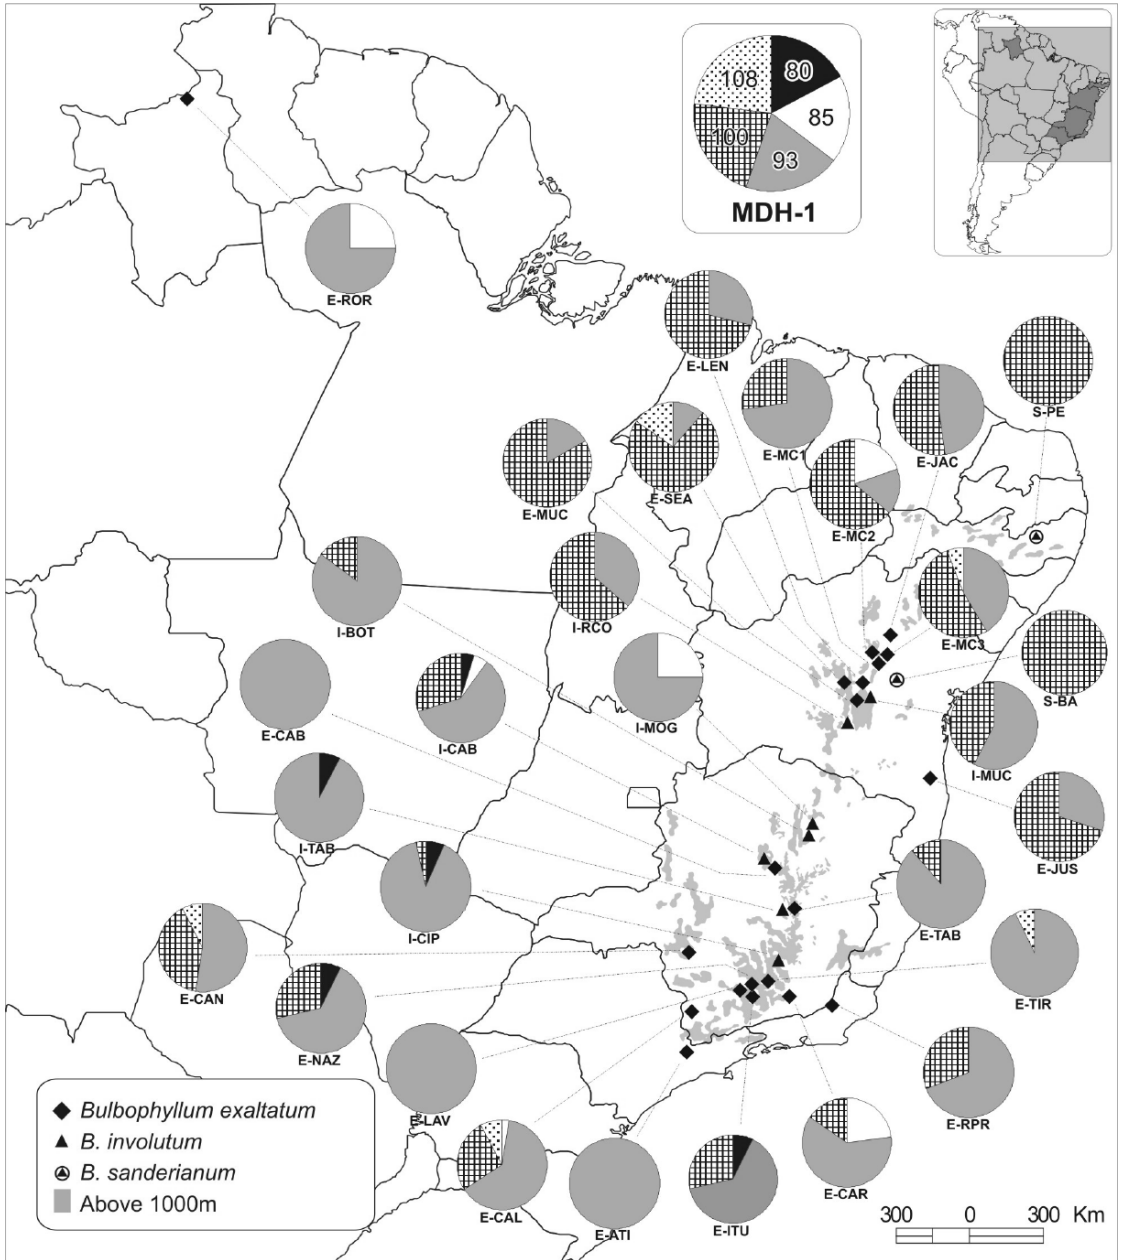 80
108
85
100
93
MDH-1
E-ROR
E-LEN
S-PE
E-MC1
E-JAC
E-SEA
E-MUC
E-MC2
I-BOT
I-RCO
E-MC3
S-BA
E-CAB
I-CAB
I-MOG
I-MUC
I-TAB
E-JUS
I-CIP
E-TAB
E-CAN
E-TIR
E-NAZ
E-LAV
E-RPR
E-CAL
E-ATI
E-ITU
E-CAR
Bulbophyllum exaltatum
B. involutum
B. sanderianum
Above 1000m
300 0 300 Km